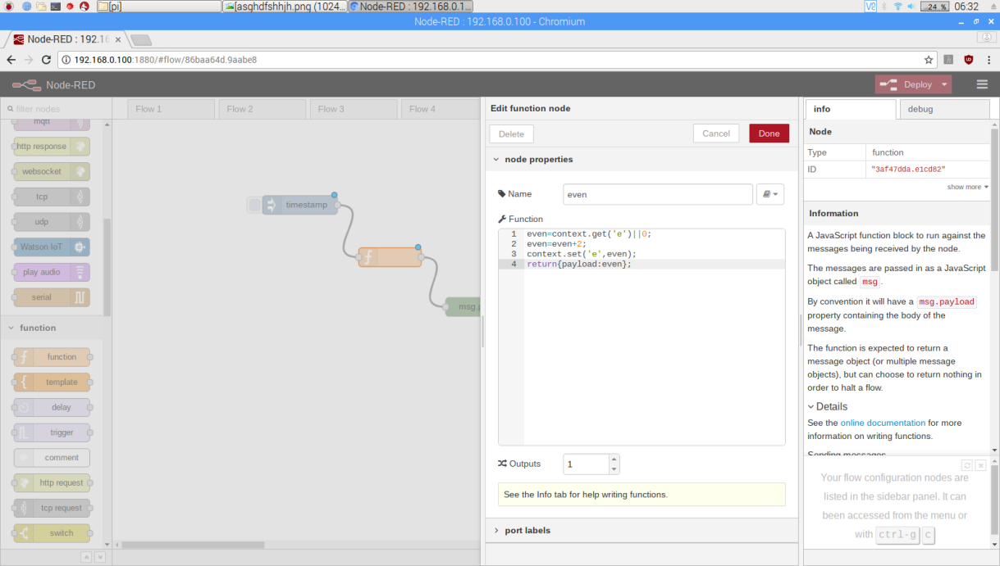 [pi]
[asghdfshhjh.png (1024...
Node-RED : 192.168.0.1...
24 %
06:32
Node-RED : 192.168.0.100 - Chromium
Node-RED : 192.16
192.168.0.100:1880/#flow/86baa64d.9aabe8
Node-RED
Deploy
filter nodes
Flow 1
Flow 2
Flow 3
Flow 4
mqtt
http response
websocket
tcp
udp
Watson IoT
play audio
serial
function
function
template
delay
trigger
comment
http request
tcp request
switch
timestamp
msg.p
Edit function node
Delete
Cancel
Done
node properties
Name
even
Function
1 even=context.get('e')||0;
2 even=even+2;
3 context.set('e',even);
4 return{payload:even};
Outputs
1
See the Info tab for help writing functions.
port labels
info
debug
Node
Type function
ID "3af47dda.e1cd82"
show more
Information
A JavaScript function block to run against the
messages being received by the node.
The messages are passed in as a JavaScript
object called msg .
By convention it will have a msg.payload
property containing the body of the
message.
The function is expected to return a
message object (or multiple message
objects), but can choose to return nothing in
order to halt a flow.
Details
See the online documentation for more
information on writing functions.
Sending messages
Your flow configuration nodes are
listed in the sidebar panel. It can
been accessed from the menu or
with ctrl-g c